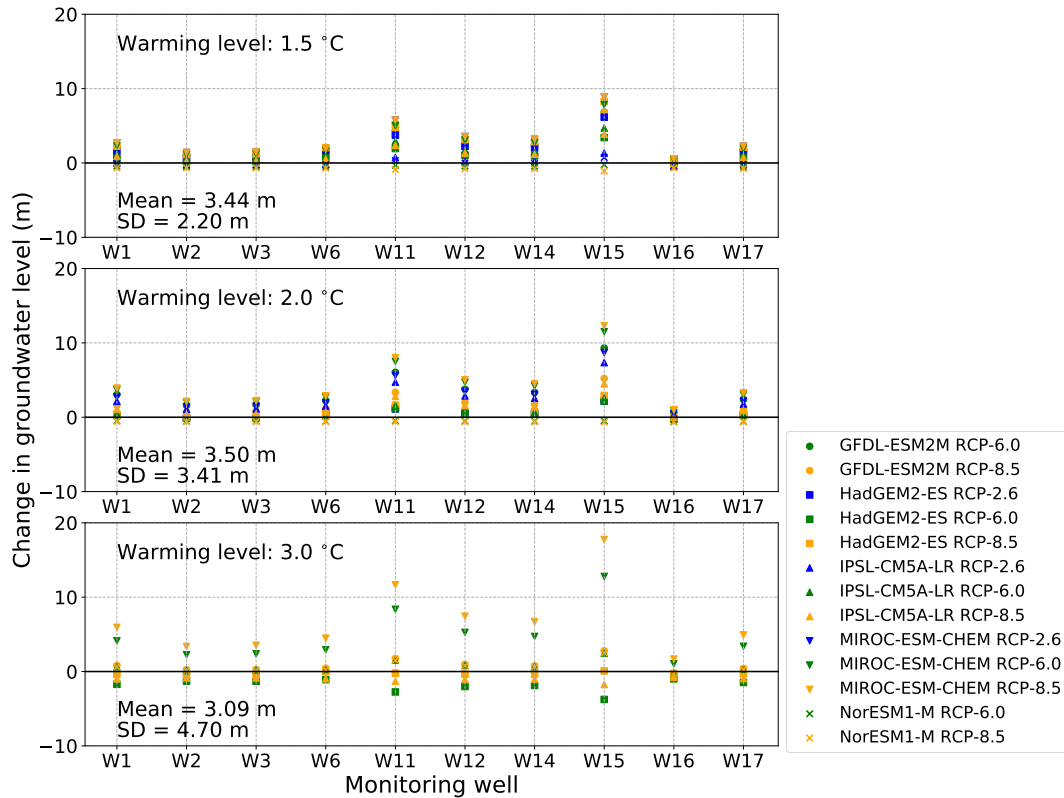 Change in groundwater level (m)
20
10
0
−10
Warming level: 1.5 °C
Mean = 3.44 m
SD = 2.20 m
W1 W2 W3 W6 W11 W12 W14 W15 W16 W17
20
10
0
−10
Warming level: 2.0 °C
Mean = 3.50 m
SD = 3.41 m
W1 W2 W3 W6 W11 W12 W14 W15 W16 W17
20
10
0
−10
Warming level: 3.0 °C
Mean = 3.09 m
SD = 4.70 m
W1 W2 W3 W6 W11 W12 W14 W15 W16 W17
Monitoring well
GFDL-ESM2M RCP-6.0
GFDL-ESM2M RCP-8.5
HadGEM2-ES RCP-2.6
HadGEM2-ES RCP-6.0
HadGEM2-ES RCP-8.5
IPSL-CM5A-LR RCP-2.6
IPSL-CM5A-LR RCP-6.0
IPSL-CM5A-LR RCP-8.5
MIROC-ESM-CHEM RCP-2.6
MIROC-ESM-CHEM RCP-6.0
MIROC-ESM-CHEM RCP-8.5
NorESM1-M RCP-6.0
NorESM1-M RCP-8.5